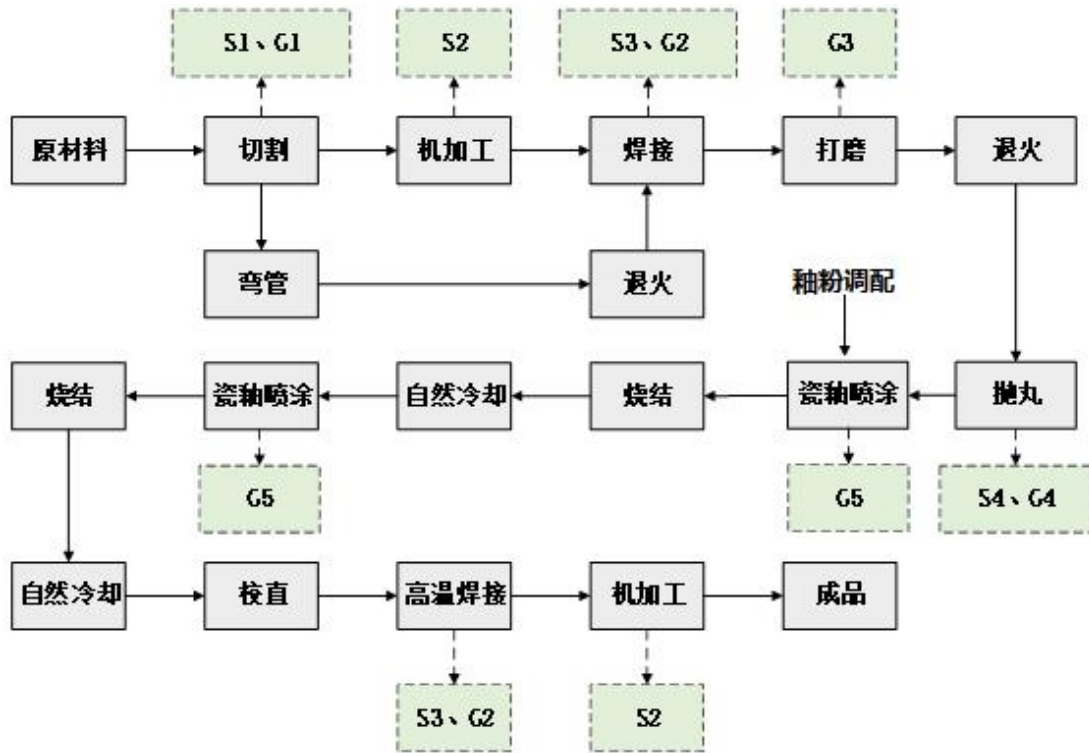 S1、G1
S2
S3、G2
G3
原材料
切割
机加工
焊接
打磨
退火
弯管
退火
釉粉调配
烧结
瓷釉喷涂
自然冷却
烧结
瓷釉喷涂
抛丸
G5
G5
S4、G4
自然冷却
校直
高温焊接
机加工
成品
S3、G2
S2